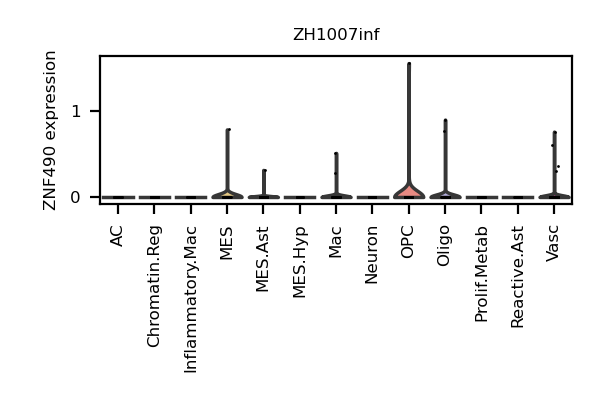 ZH1007inf
ZNF490 expression
1
0
AC
Chromatin.Reg
Inflammatory.Mac
MES
MES.Ast
MES.Hyp
Mac
Neuron
OPC
Oligo
Prolif.Metab
Reactive.Ast
Vasc